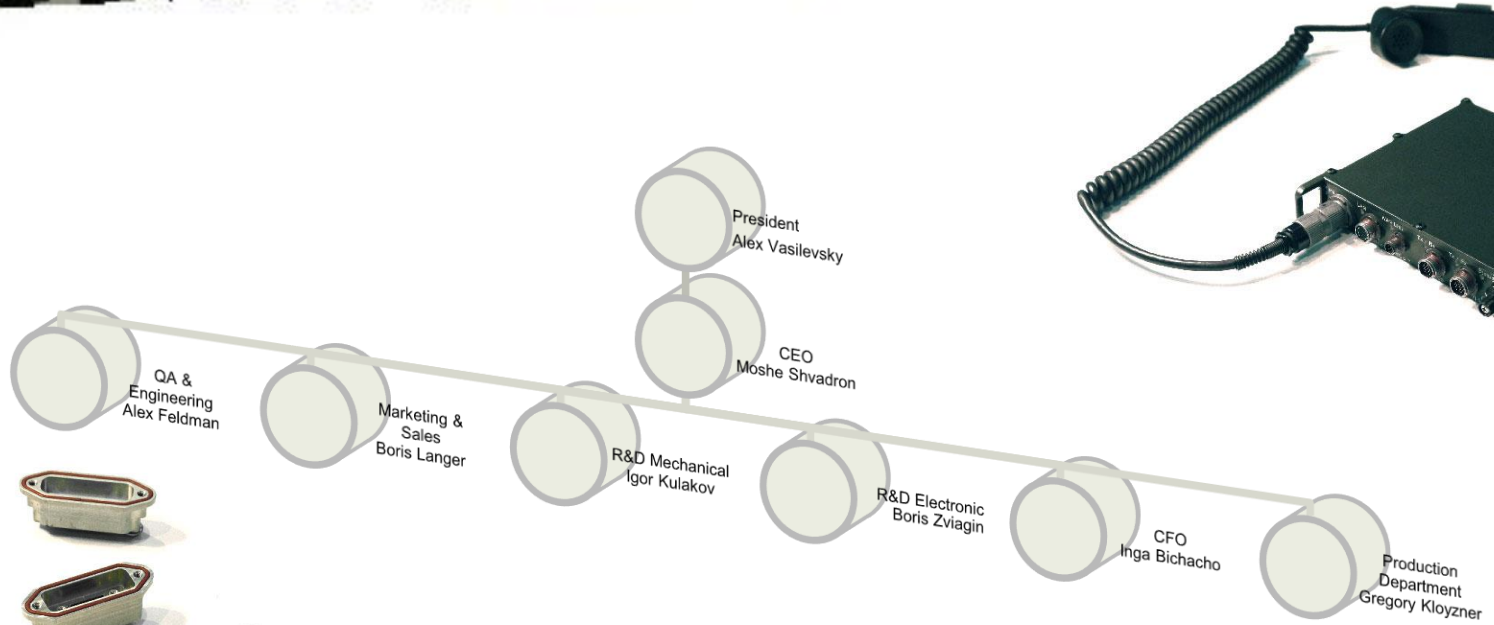 President
Alex Vasilevsky
CEO
Moshe Shvadron
QA &
Engineering
Alex Feldman
Marketing &
Sales
Boris Langer
R&D Mechanical
Igor Kulakov
R&D Electronic
Boris Zviagin
CFO
Inga Bichacho
Production
Department
Gregory Kloyzner